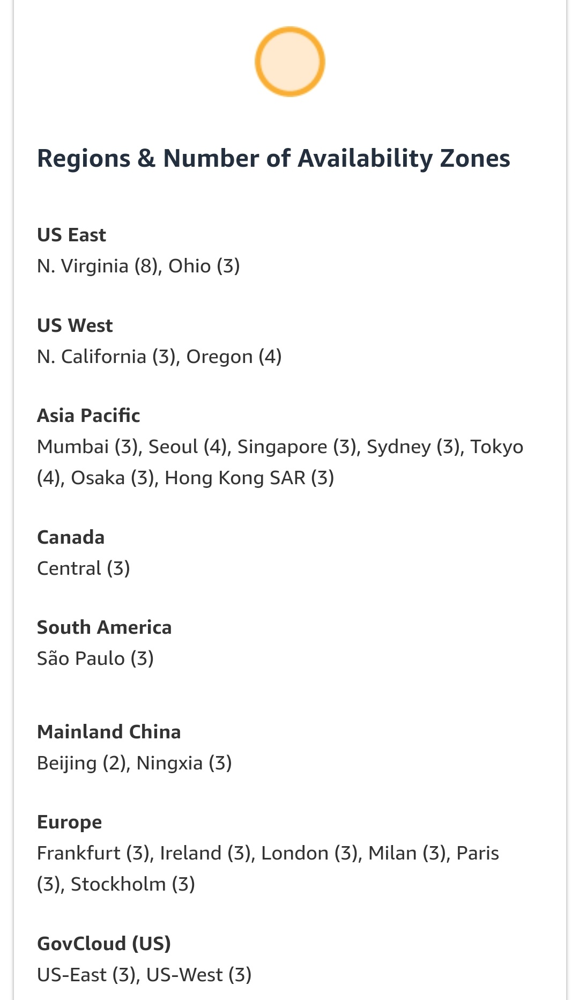 Regions & Number of Availability Zones
US East
N. Virginia (8), Ohio (3)
US West
N. California (3), Oregon (4)
Asia Pacific
Mumbai (3), Seoul (4), Singapore (3), Sydney (3), Tokyo
(4), Osaka (3), Hong Kong SAR (3)
Canada
Central (3)
South America
São Paulo (3)
Mainland China
Beijing (2), Ningxia (3)
Europe
Frankfurt (3), Ireland (3), London (3), Milan (3), Paris
(3), Stockholm (3)
GovCloud (US)
US-East (3), US-West (3)